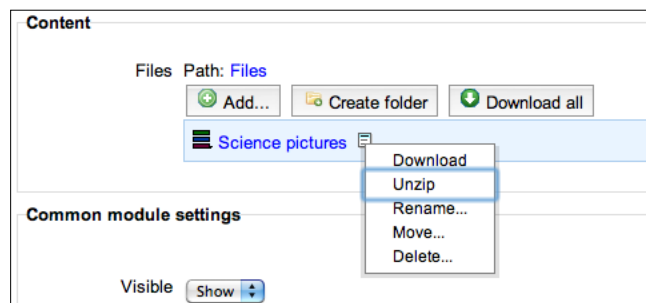 Content
Files Path: Files
Add... Create folder Download all
Science pictures
Download
Unzip
Rename...
Move...
Delete...
Common module settings
Visible Show